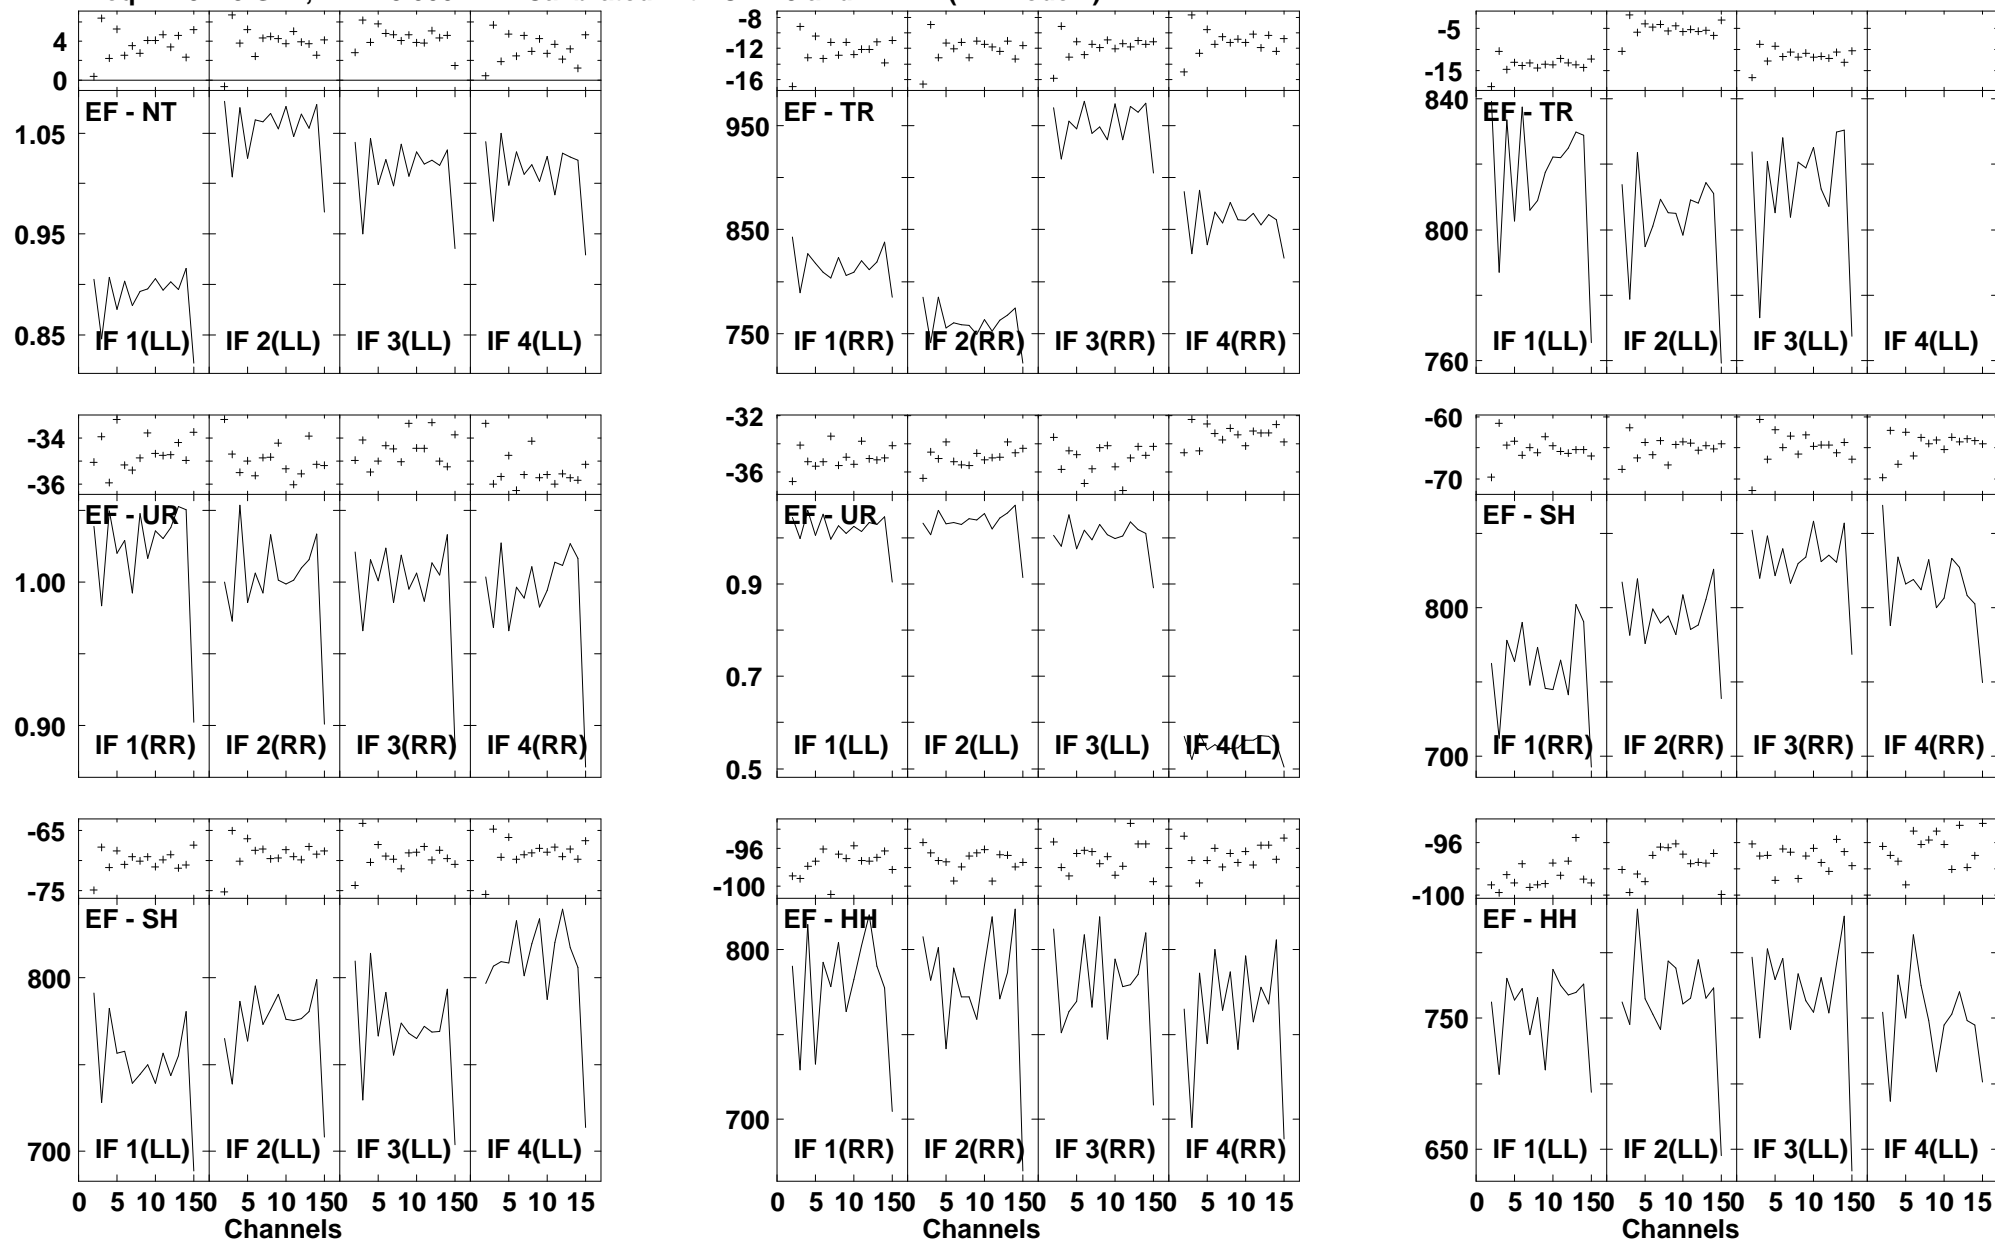 -8 -5
4 -12
0 -16 -15
EF - NT EF - TR 840 EF - TR
1.05 950
0.95 850 800
0.85 750 760
IF 1(LL) IF 2(LL) IF 3(LL) IF 4(LL) IF 1(RR) IF 2(RR) IF 3(RR) IF 4(RR) IF 1(LL) IF 2(LL) IF 3(LL) IF 4(LL)
-34 -32 -60
-36 -36 -70
EF - UR EF - UR EF - SH
1.00 0.9 800
0.7
0.90 0.5 700
IF 1(RR) IF 2(RR) IF 3(RR) IF 4(RR) IF 1(LL) IF 2(LL) IF 3(LL) IF 4(LL) IF 1(RR) IF 2(RR) IF 3(RR) IF 4(RR)
-65 -96 -96
-75 -100 -100
EF - SH EF - HH EF - HH
800 800 750
700 700 650
IF 1(LL) IF 2(LL) IF 3(LL) IF 4(LL) IF 1(RR) IF 2(RR) IF 3(RR) IF 4(RR) IF 1(LL) IF 2(LL) IF 3(LL) IF 4(LL)
0 5 10 150 5 10 150 5 10 150 5 10 15 0 5 10 150 5 10 150 5 10 150 5 10 15 0 5 10 150 5 10 150 5 10 150 5 10 15
Channels Channels Channels